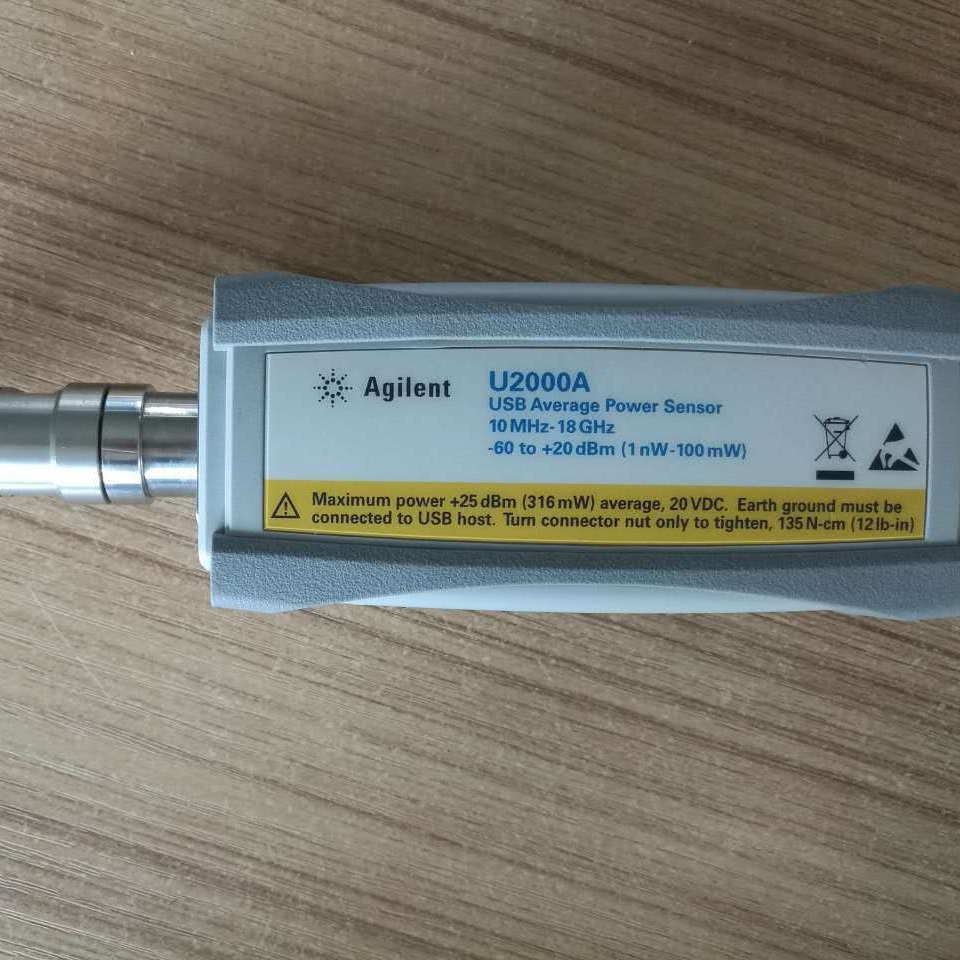 Agilent
U2000A
USB Average Power Sensor
10 MHz-18 GHz
-60 to +20 dBm (1 nW-100 mW)
Maximum power +25 dBm (316 mW) average, 20 VDC. Earth ground must be
connected to USB host. Turn connector nut only to tighten, 135 N-cm (12 lb-in)